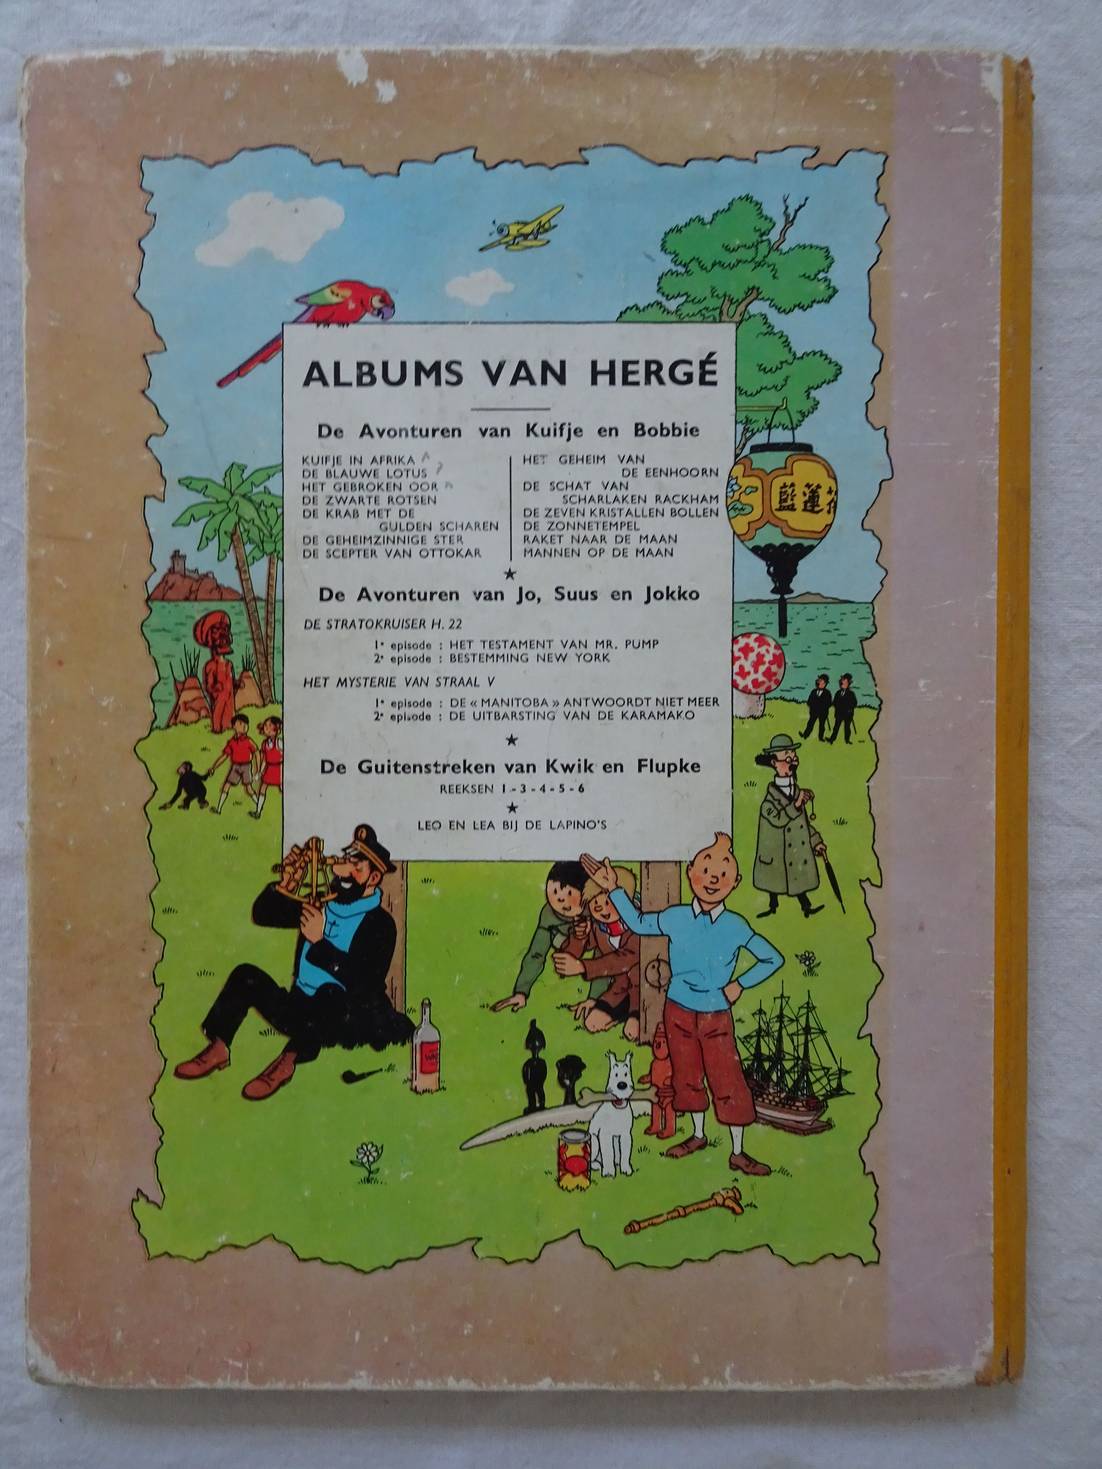 ALBUMS VAN HERGÉ
De Avonturen van Kuifje en Bobbie
KUIFJE IN AFRIKA
DE BLAUWE LOTUS
HET GEBROKEN OOR
DE ZWARTE ROTSEN
DE KRAB MET DE
GULDEN SCHAREN
DE GEHEIMZINNIGE STER
DE SCEPTER VAN OTTOKAR
HET GEHEIM VAN
DE EENHOORN
DE SCHAT VAN
SCHARLAKEN RACKHAM
DE ZEVEN KRISTALLEN BOLLEN
DE ZONNETEMPEL
RAKET NAAR DE MAAN
MANNEN OP DE MAAN
De Avonturen van Jo, Suus en Jokko
DE STRATOKRUISER H. 22
1e episode : HET TESTAMENT VAN MR. PUMP
2e episode : BESTEMMING NEW YORK
HET MYSTERIE VAN STRAAL V
1e episode : DE « MANITOBA » ANTWOORDT NIET MEER
2e episode : DE UITBARSTING VAN DE KARAMAKO
De Guitenstreken van Kwik en Flupke
REEKSEN 1 - 3 - 4 - 5 - 6
LEO EN LEA BIJ DE LAPINO'S
藍蓮花